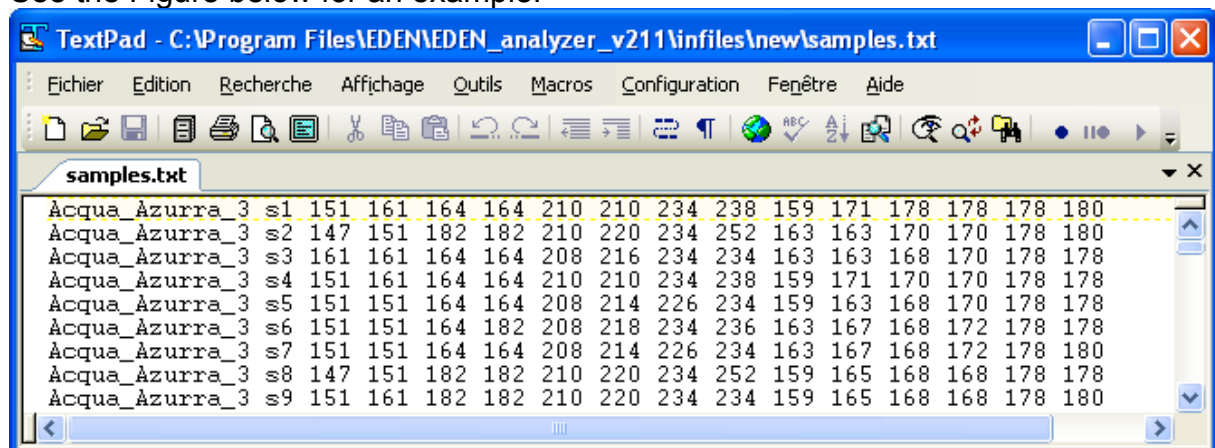 See the Figure below for an example.
TextPad - C:\Program Files\EDEN\EDEN_analyzer_v211\infiles\new\samples.txt
Fichier Edition Recherche Affichage Outils Macros Configuration Fenêtre Aide
samples.txt
Acqua_Azurra_3 s1 151 161 164 164 210 210 234 238 159 171 178 178 178 180
Acqua_Azurra_3 s2 147 151 182 182 210 220 234 252 163 163 170 170 178 180
Acqua_Azurra_3 s3 161 161 164 164 208 216 234 234 163 163 168 170 178 178
Acqua_Azurra_3 s4 151 161 164 164 210 210 234 238 159 171 170 170 178 178
Acqua_Azurra_3 s5 151 151 164 164 208 214 226 234 159 163 168 170 178 178
Acqua_Azurra_3 s6 151 151 164 182 208 218 234 236 163 167 168 172 178 178
Acqua_Azurra_3 s7 151 151 164 164 208 214 226 234 163 167 168 172 178 180
Acqua_Azurra_3 s8 147 151 182 182 210 220 234 252 159 165 168 168 178 178
Acqua_Azurra_3 s9 151 161 182 182 210 220 234 234 159 165 168 168 178 180